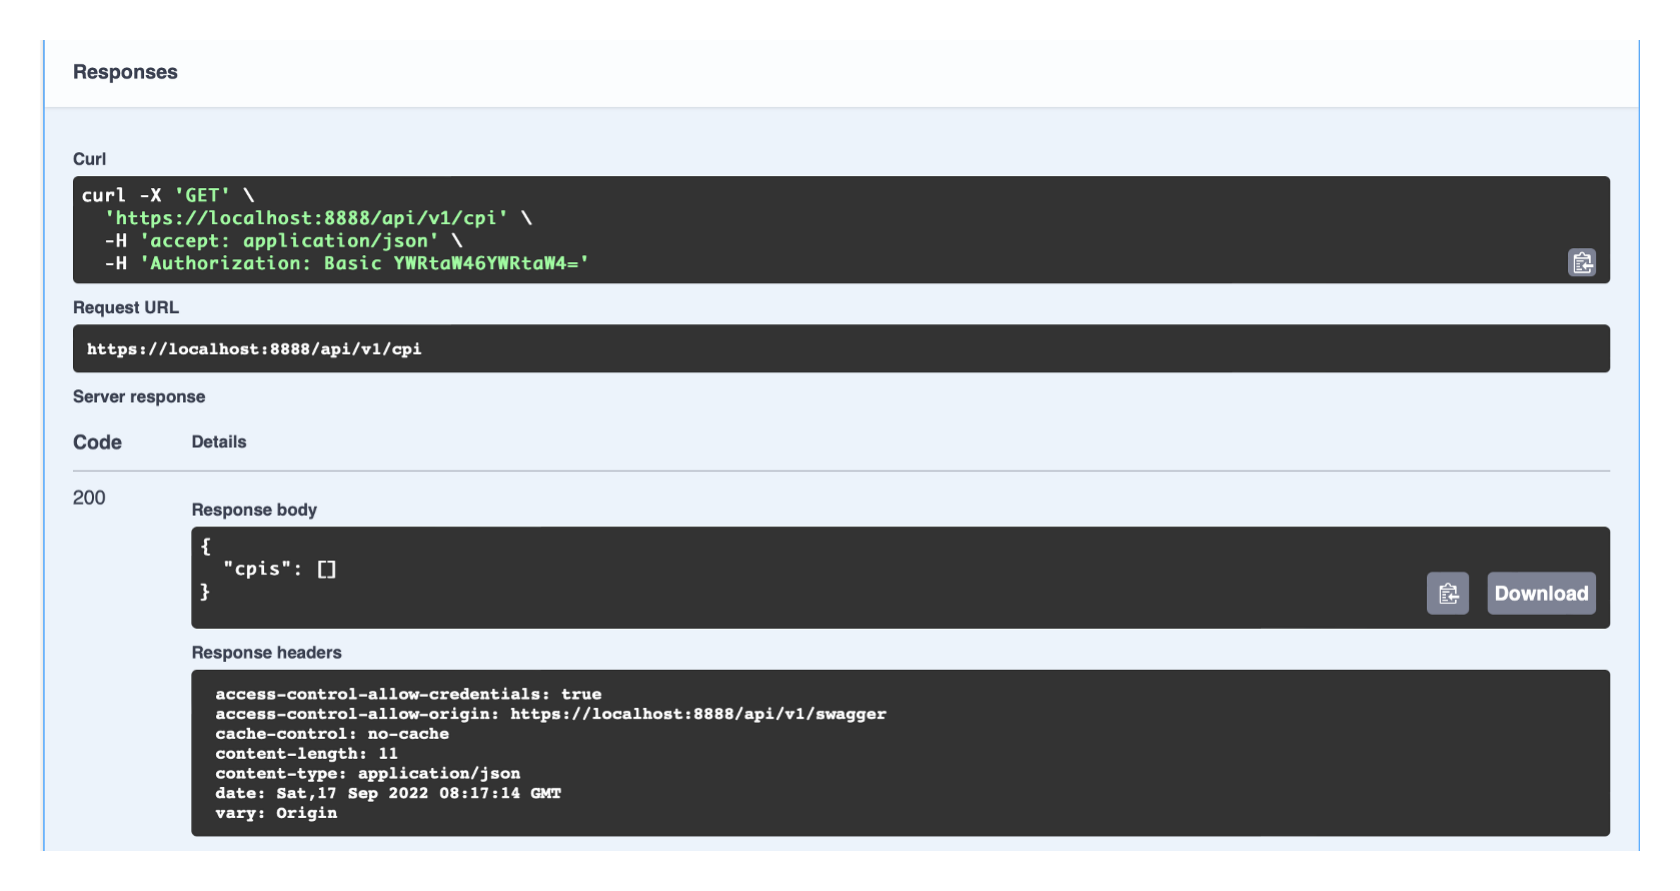 Responses
Curl
curl -X 'GET' \
'https://localhost:8888/api/v1/cpi' \
-H 'accept: application/json' \
-H 'Authorization: Basic YWRtaW46YWRtaW4='
Request URL
https://localhost:8888/api/v1/cpi
Server response
Code Details
200
Response body
{
"cpis": []
}
Download
Response headers
access-control-allow-credentials: true
access-control-allow-origin: https://localhost:8888/api/v1/swagger
cache-control: no-cache
content-length: 11
content-type: application/json
date: Sat,17 Sep 2022 08:17:14 GMT
vary: Origin